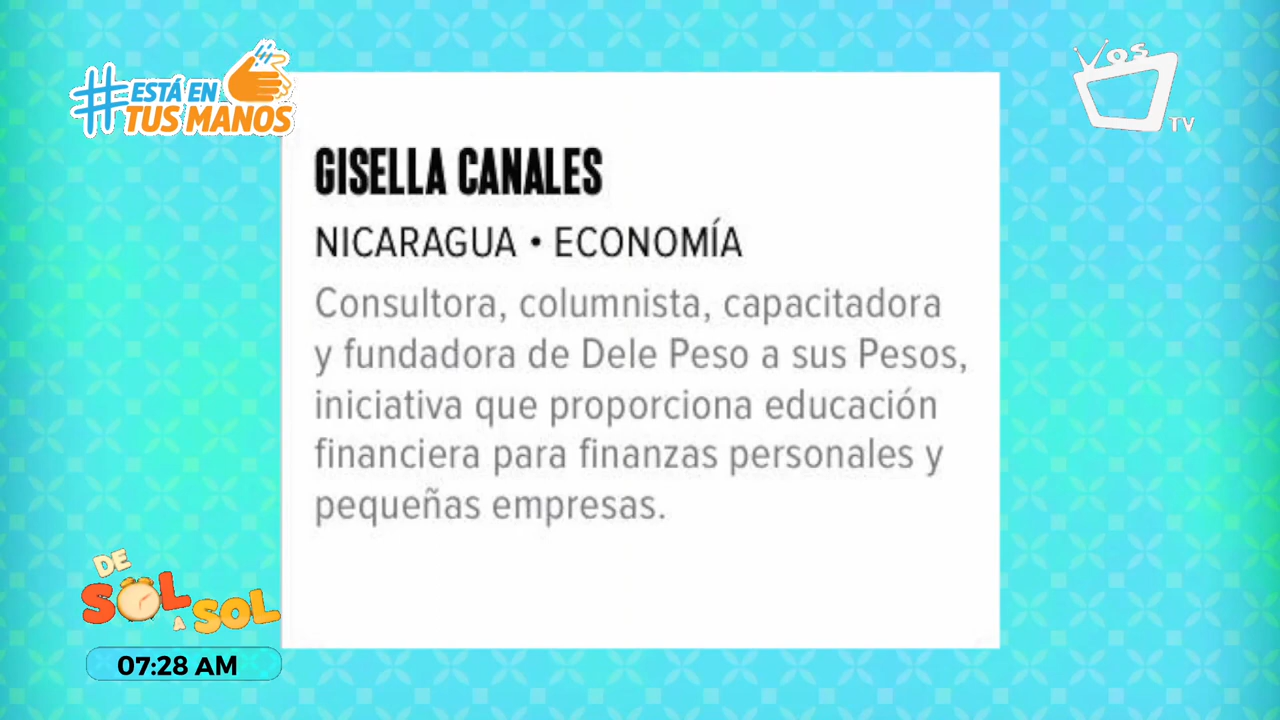 #ESTÁ EN
TUS MANOS
VOS
TV
GISELLA CANALES
NICARAGUA • ECONOMÍA
Consultora, columnista, capacitadora
y fundadora de Dele Peso a sus Pesos,
iniciativa que proporciona educación
financiera para finanzas personales y
pequeñas empresas.
DE
SOL
A SOL
07:28 AM